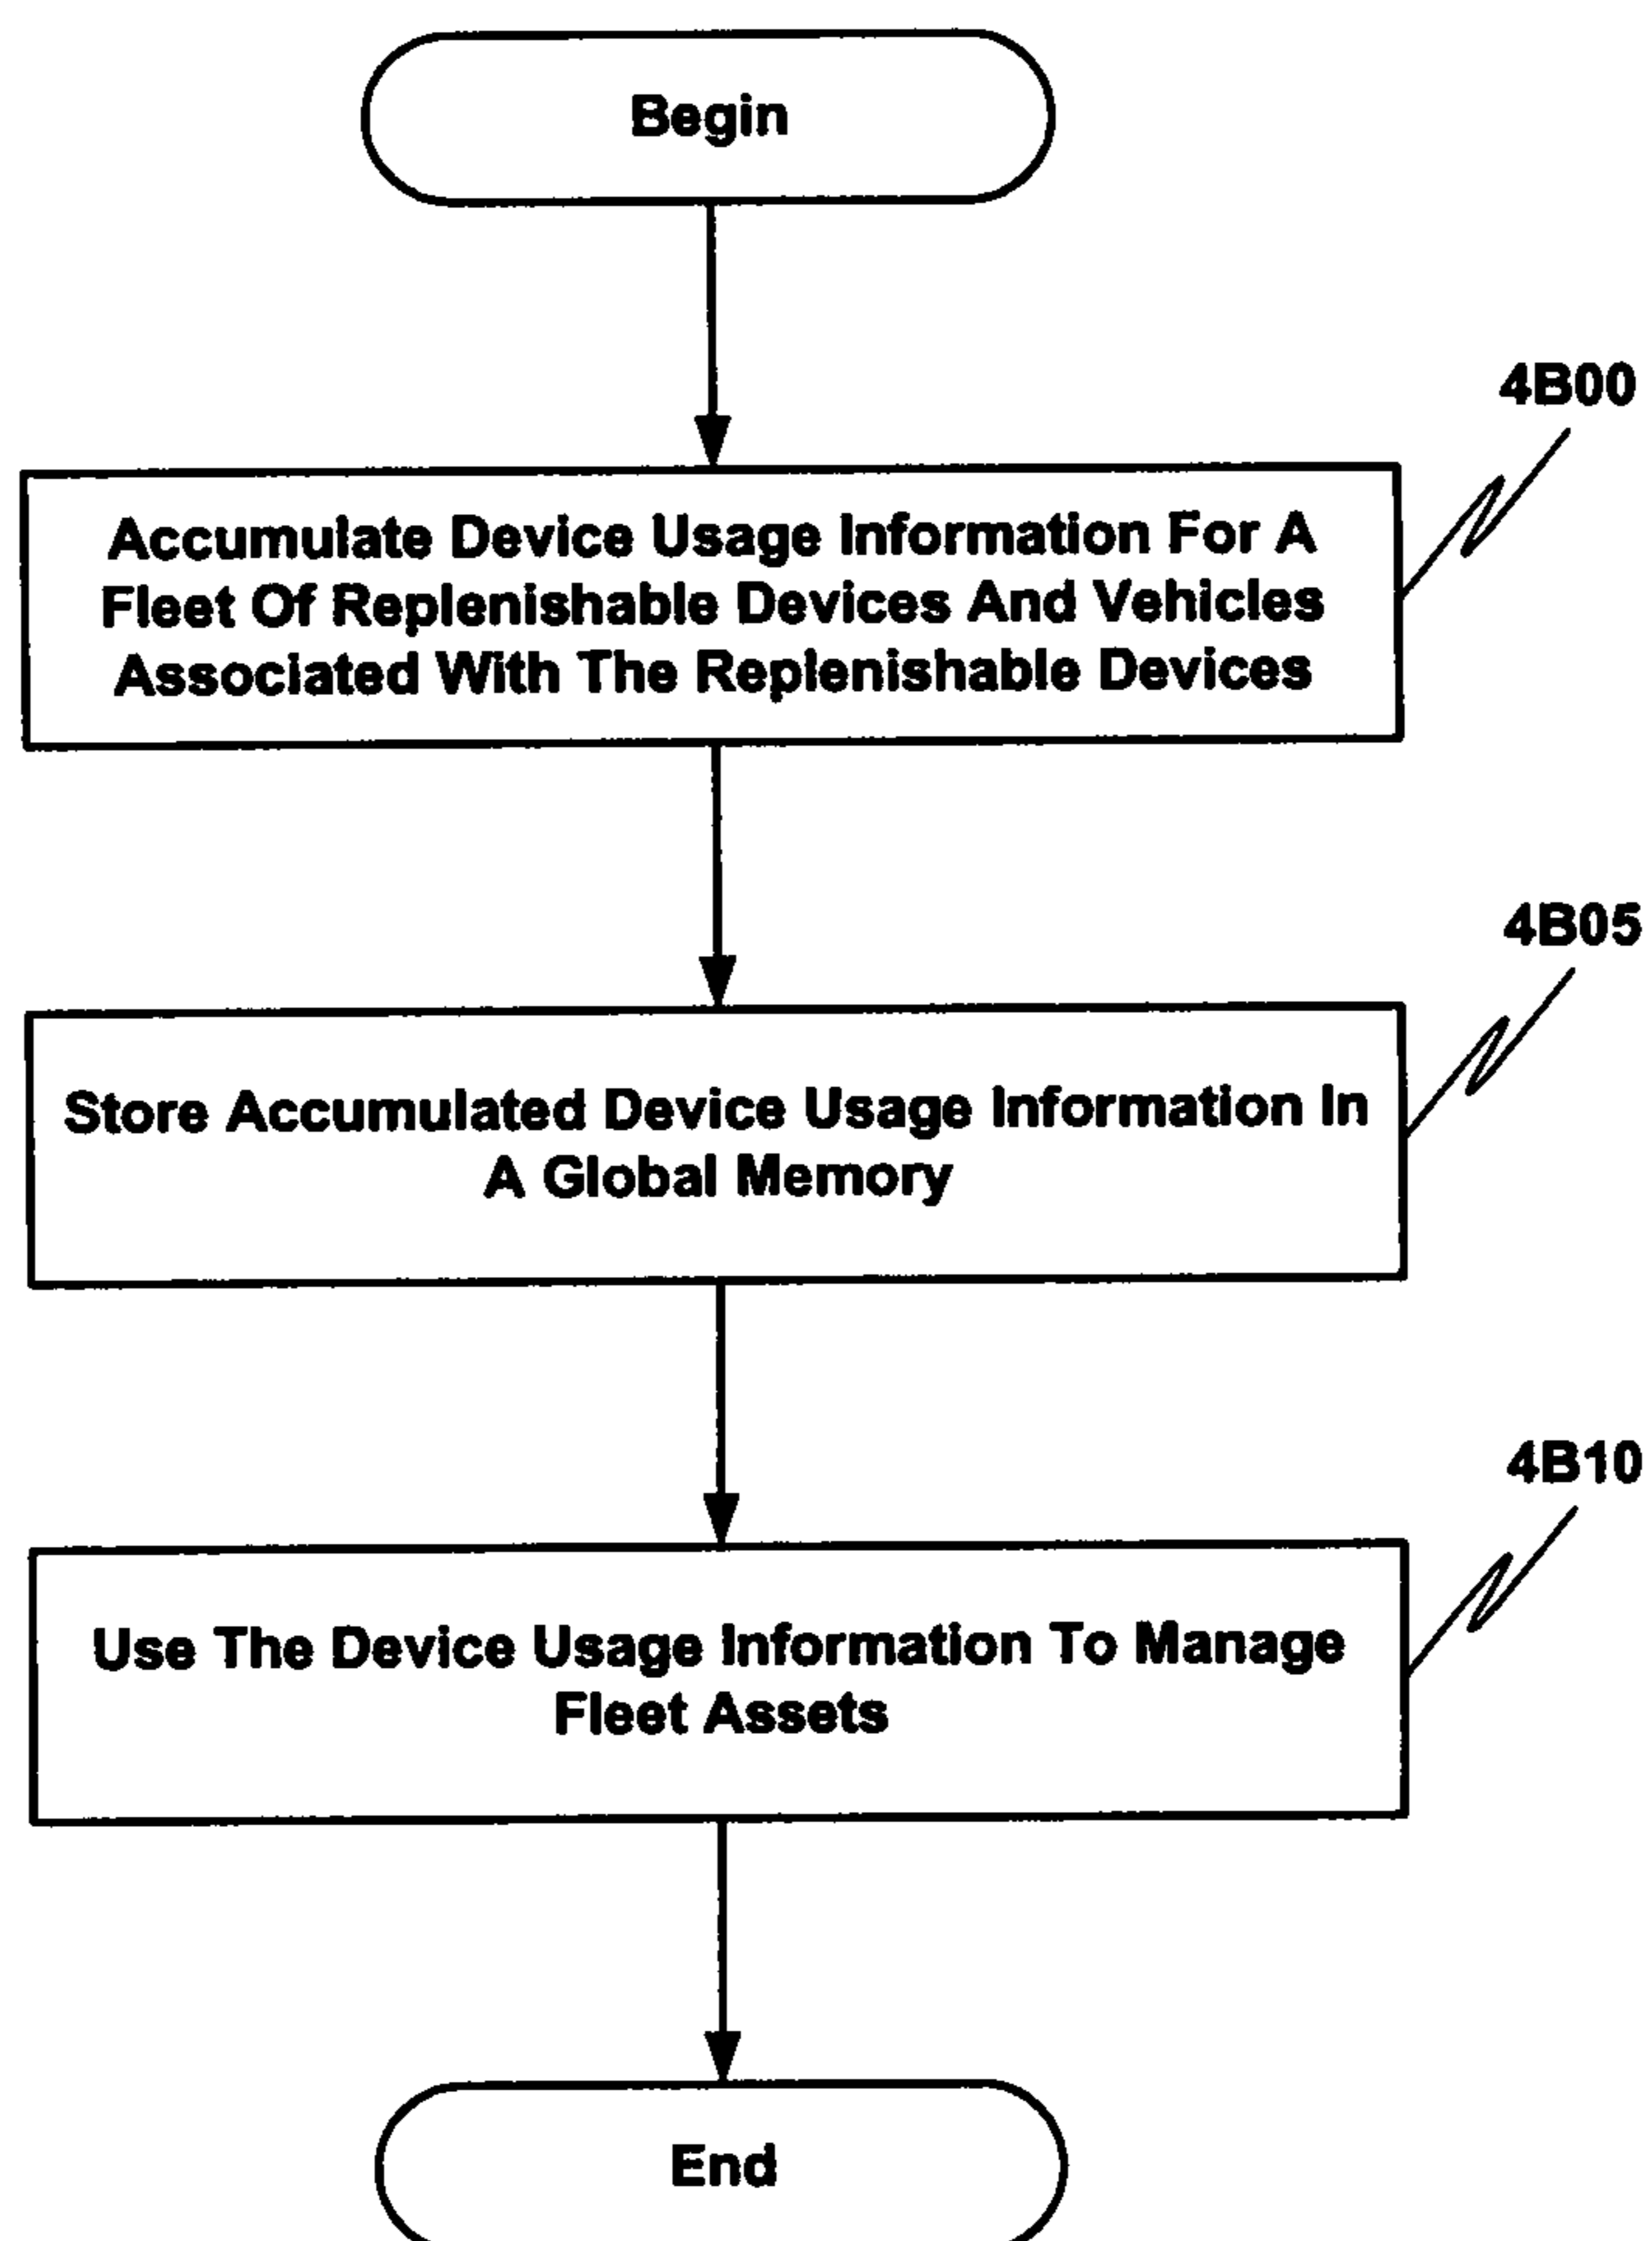 Begin
4B00
Accumulate Device Usage Information For A
Fleet Of Replenishable Devices And Vehicles
Associated With The Replenishable Devices
4B05
Store Accumulated Device Usage Information In
A Global Memory
4B10
Use The Device Usage Information To Manage
Fleet Assets
End